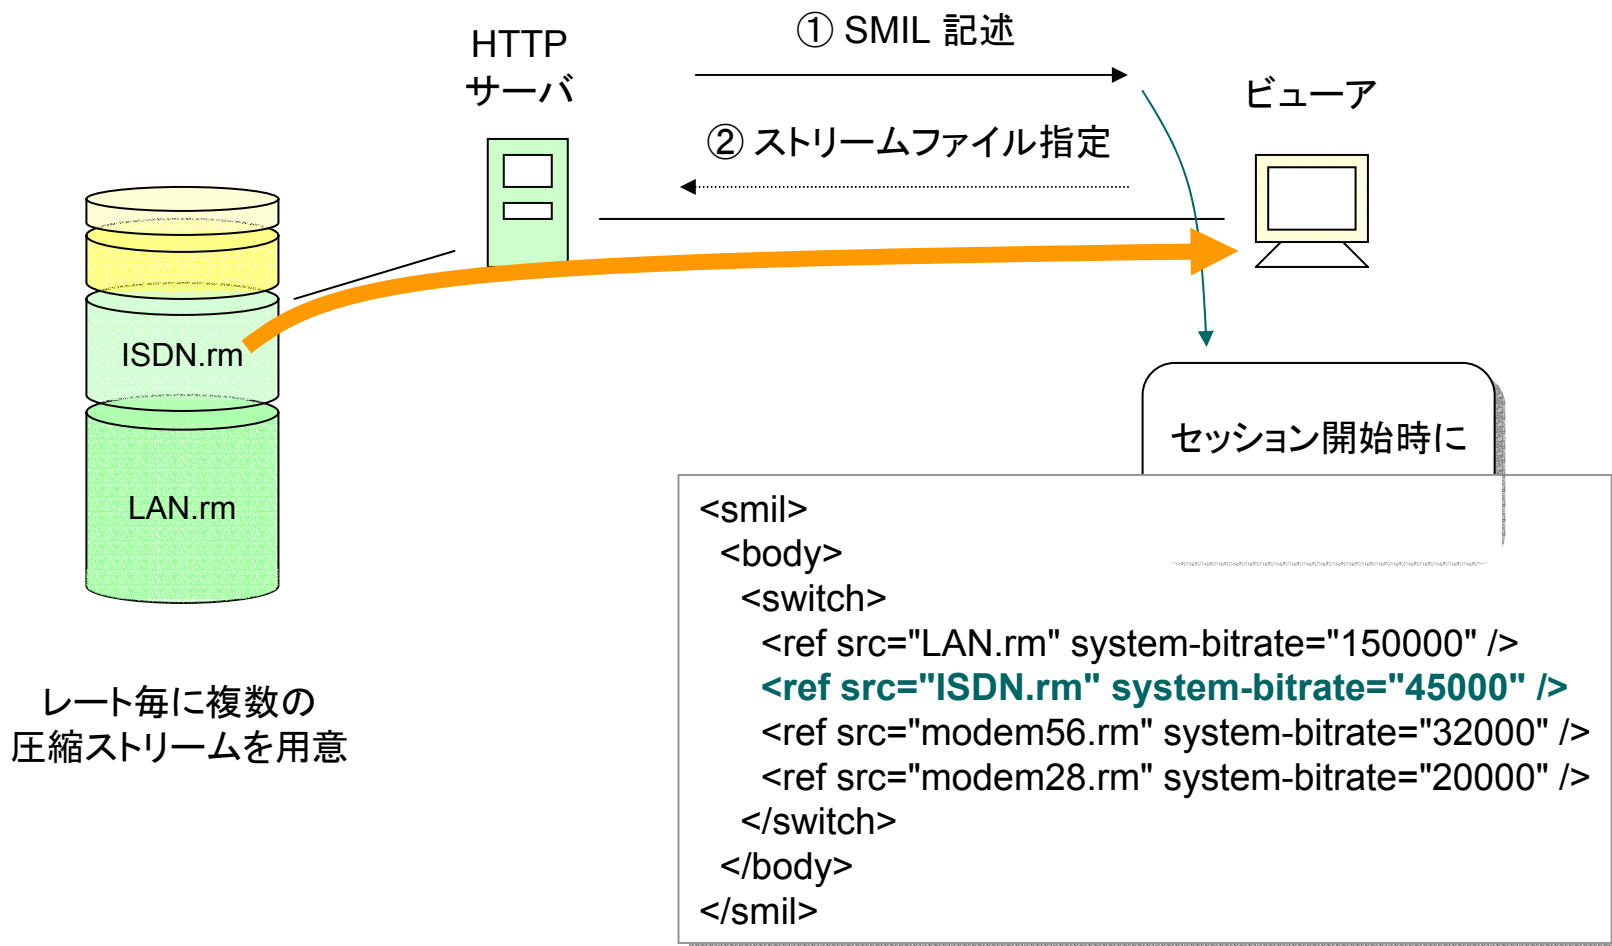 ① SMIL 記述
HTTP
サーバ
ビューア
② ストリームファイル指定
ISDN.rm
LAN.rm
セッション開始時に
<smil>
<body>
<switch>
<ref src="LAN.rm" system-bitrate="150000" />
<ref src="ISDN.rm" system-bitrate="45000" />
<ref src="modem56.rm" system-bitrate="32000" />
<ref src="modem28.rm" system-bitrate="20000" />
</switch>
</body>
</smil>
レート毎に複数の
圧縮ストリームを用意